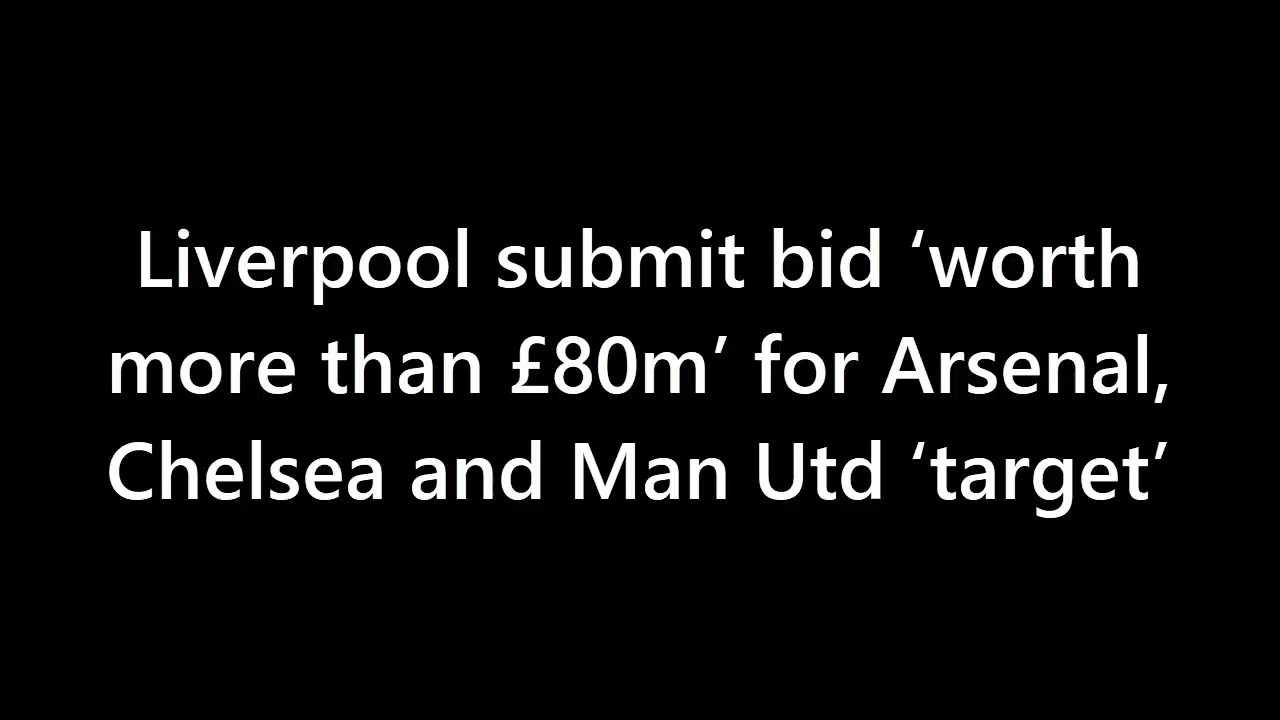 Liverpool submit bid ‘worth
more than £80m’ for Arsenal,
Chelsea and Man Utd ‘target’